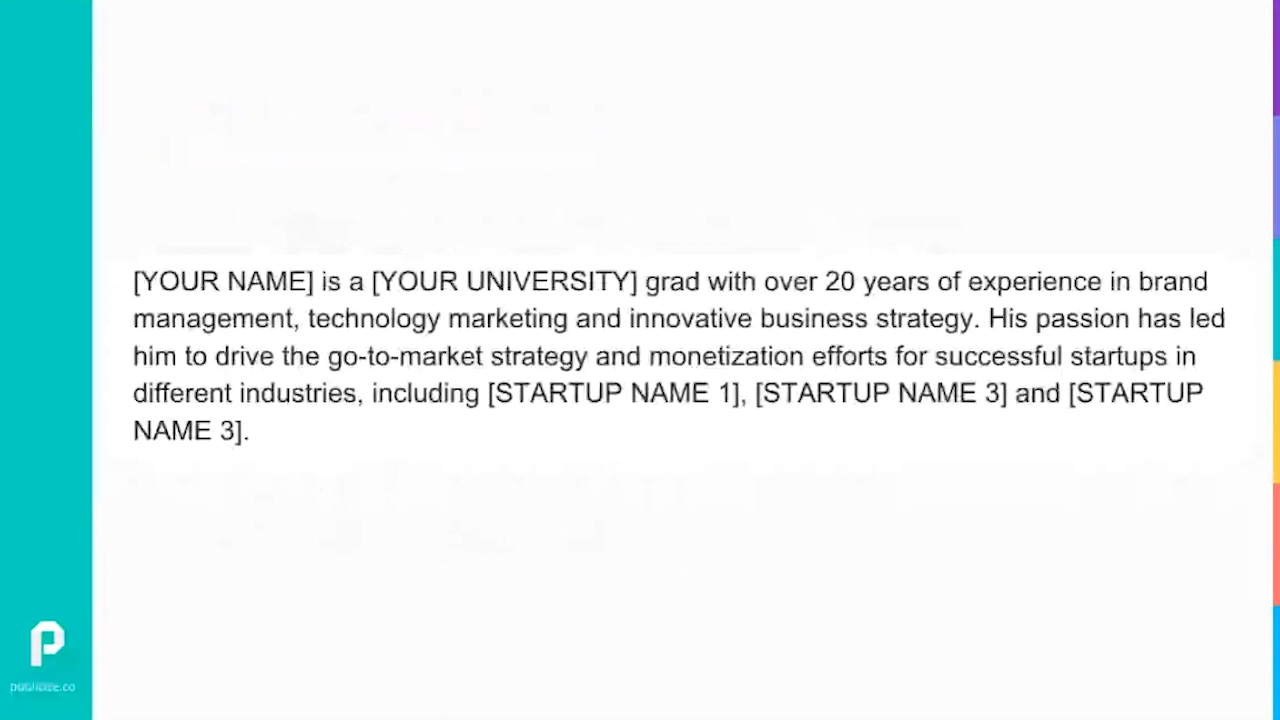 [YOUR NAME] is a [YOUR UNIVERSITY] grad with over 20 years of experience in brand
management, technology marketing and innovative business strategy. His passion has led
him to drive the go-to-market strategy and monetization efforts for successful startups in
different industries, including [STARTUP NAME 1], [STARTUP NAME 3] and [STARTUP
NAME 3].